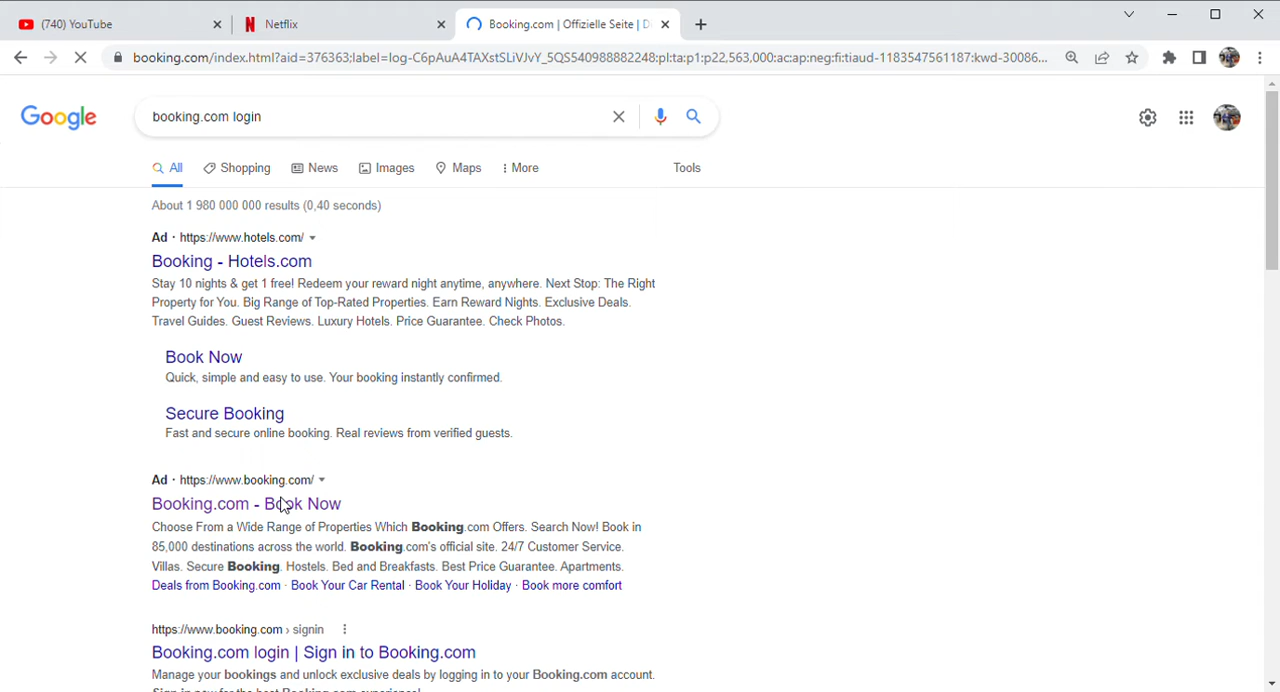 (740) YouTube
Netflix
Booking.com | Offizielle Seite | D
booking.com/index.html?aid=376363;label=log-C6pAuA4TAXstSLiVJvY_5QS540988882248:pl:ta:p1:p22,563,000:ac:ap:neg:fi:tiaud-1183547561187:kwd-30086...
Google
booking.com login
All
Shopping
News
Images
Maps
More
Tools
About 1 980 000 000 results (0,40 seconds)
Ad · https://www.hotels.com/
Booking - Hotels.com
Stay 10 nights & get 1 free! Redeem your reward night anytime, anywhere. Next Stop: The Right
Property for You. Big Range of Top-Rated Properties. Earn Reward Nights. Exclusive Deals.
Travel Guides. Guest Reviews. Luxury Hotels. Price Guarantee. Check Photos.
Book Now
Quick, simple and easy to use. Your booking instantly confirmed.
Secure Booking
Fast and secure online booking. Real reviews from verified guests.
Ad · https://www.booking.com/
Booking.com - Book Now
Choose From a Wide Range of Properties Which Booking.com Offers. Search Now! Book in
85,000 destinations across the world. Booking.com's official site. 24/7 Customer Service.
Villas. Secure Booking. Hostels. Bed and Breakfasts. Best Price Guarantee. Apartments.
Deals from Booking.com · Book Your Car Rental · Book Your Holiday · Book more comfort
https://www.booking.com › signin
Booking.com login | Sign in to Booking.com
Manage your bookings and unlock exclusive deals by logging in to your Booking.com account.
Sign in now for the best Booking.com experience!